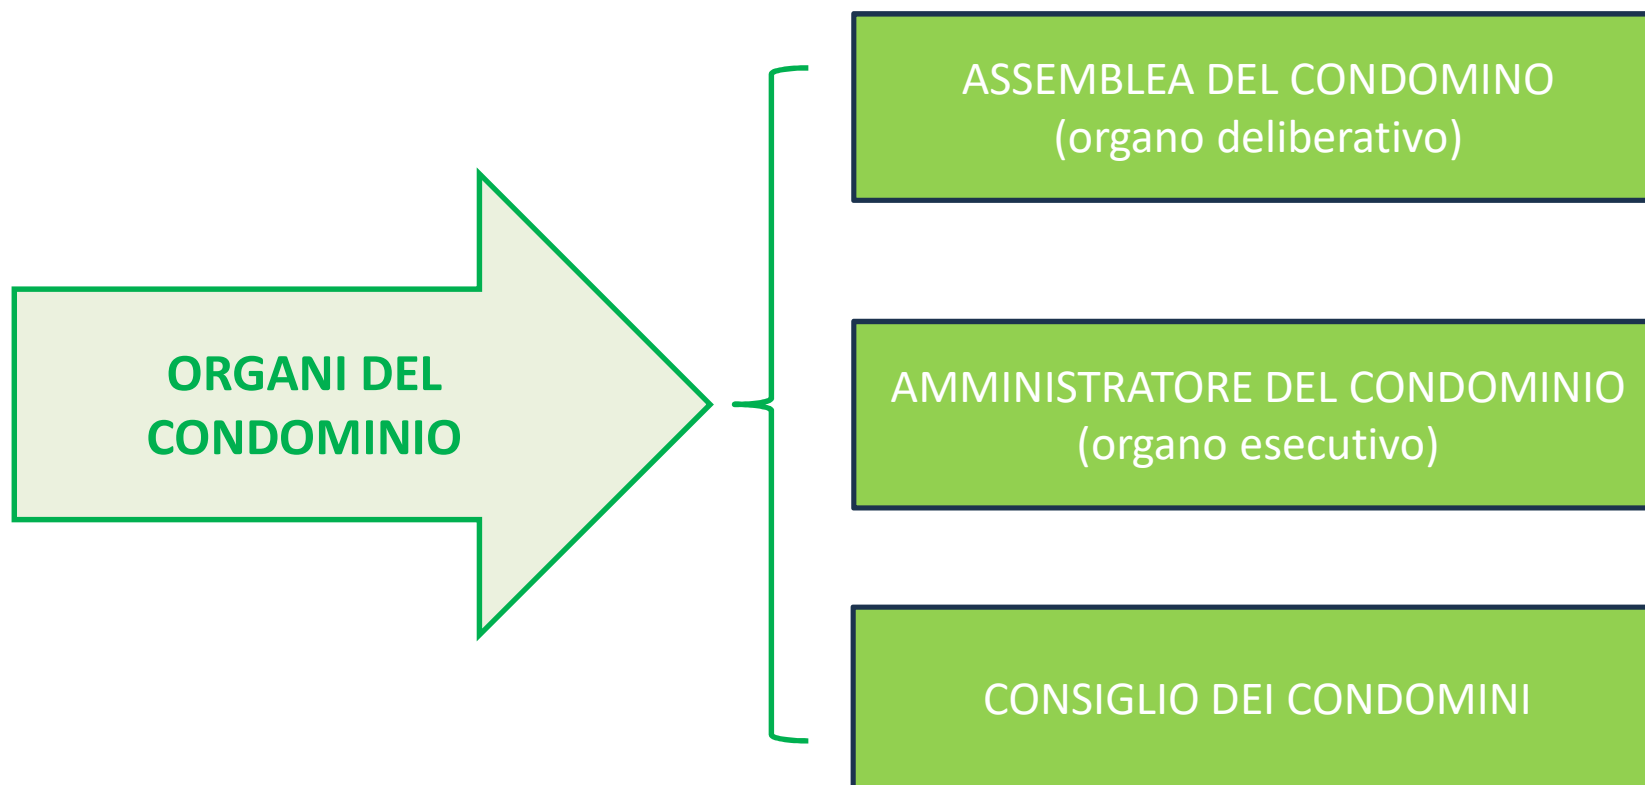 ORGANI DEL
CONDOMINIO
ASSEMBLEA DEL CONDOMINO
(organo deliberativo)
AMMINISTRATORE DEL CONDOMINIO
(organo esecutivo)
CONSIGLIO DEI CONDOMINI